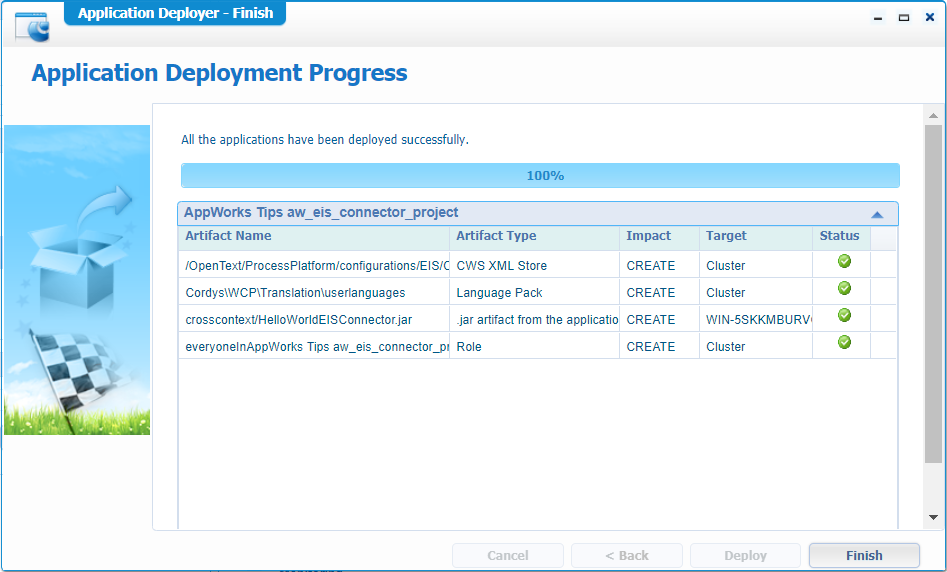 Application Deployer - Finish
Application Deployment Progress
All the applications have been deployed successfully.
100%
AppWorks Tips aw_eis_connector_project
Artifact Name Artifact Type Impact Target Status
/OpenText/ProcessPlatform/configurations/EIS/C CWS XML Store CREATE Cluster
Cordys\WCP\Translation\userlanguages Language Pack CREATE Cluster
crosscontext/HelloWorldEISConnector.jar .jar artifact from the applicatio CREATE WIN-5SKKMBURV
everyoneInAppWorks Tips aw_eis_connector_pr Role CREATE Cluster
Cancel < Back Deploy Finish